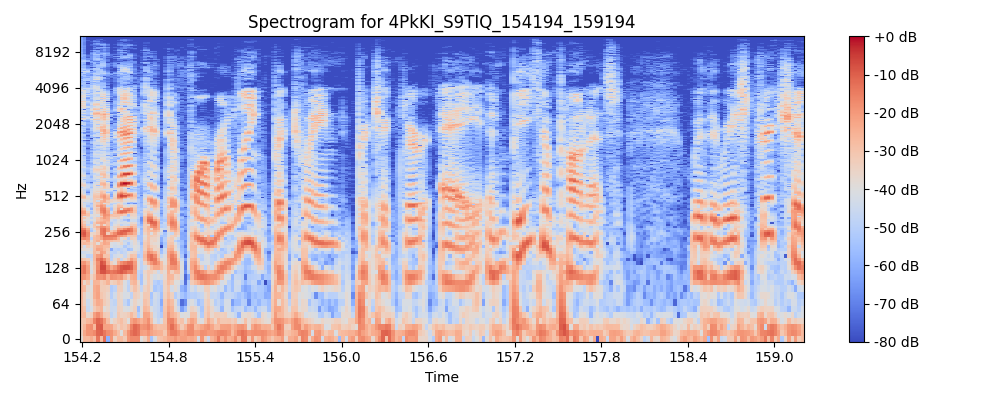 Spectrogram for 4PkKI_S9TIQ_154194_159194
8192
4096
2048
1024
512
256
128
64
0
Hz
154.2 154.8 155.4 156.0 156.6 157.2 157.8 158.4 159.0
Time
+0 dB
-10 dB
-20 dB
-30 dB
-40 dB
-50 dB
-60 dB
-70 dB
-80 dB